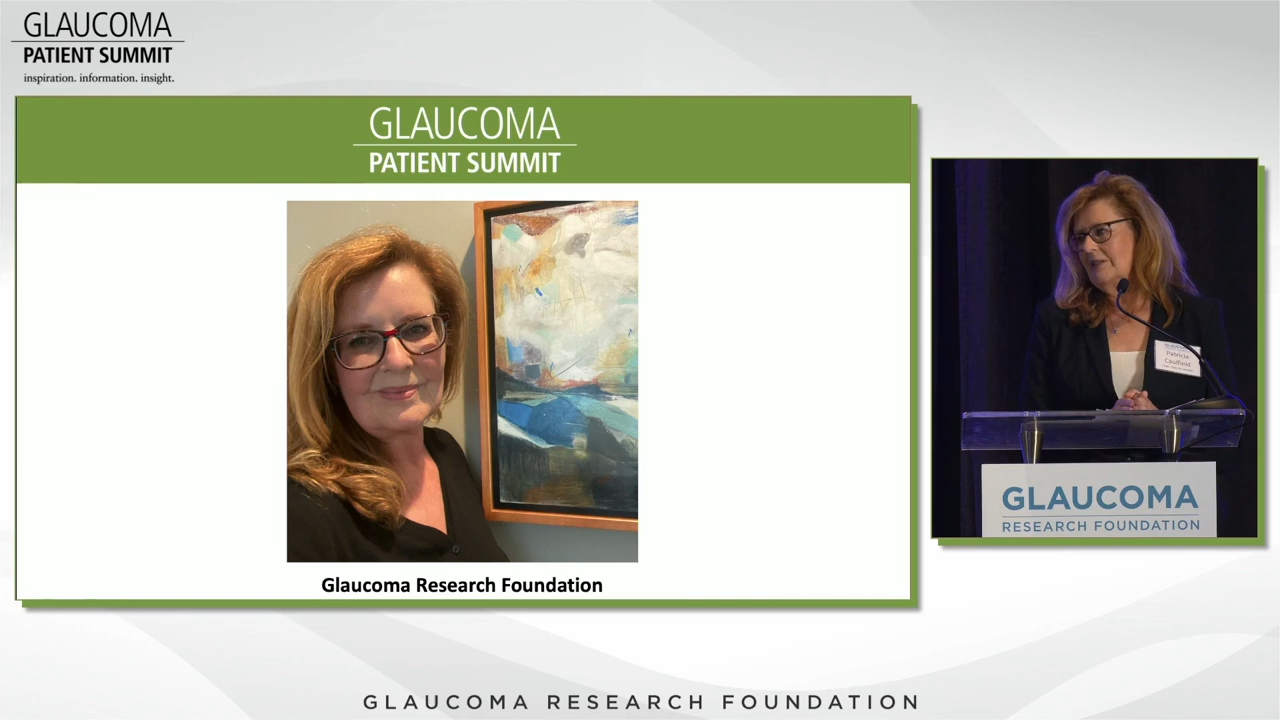 GLAUCOMA
PATIENT SUMMIT
inspiration. information. insight.
GLAUCOMA
PATIENT SUMMIT
Glaucoma Research Foundation
Patricia
Caulfield
GLAUCOMA
RESEARCH FOUNDATION
GLAUCOMA RESEARCH FOUNDATION